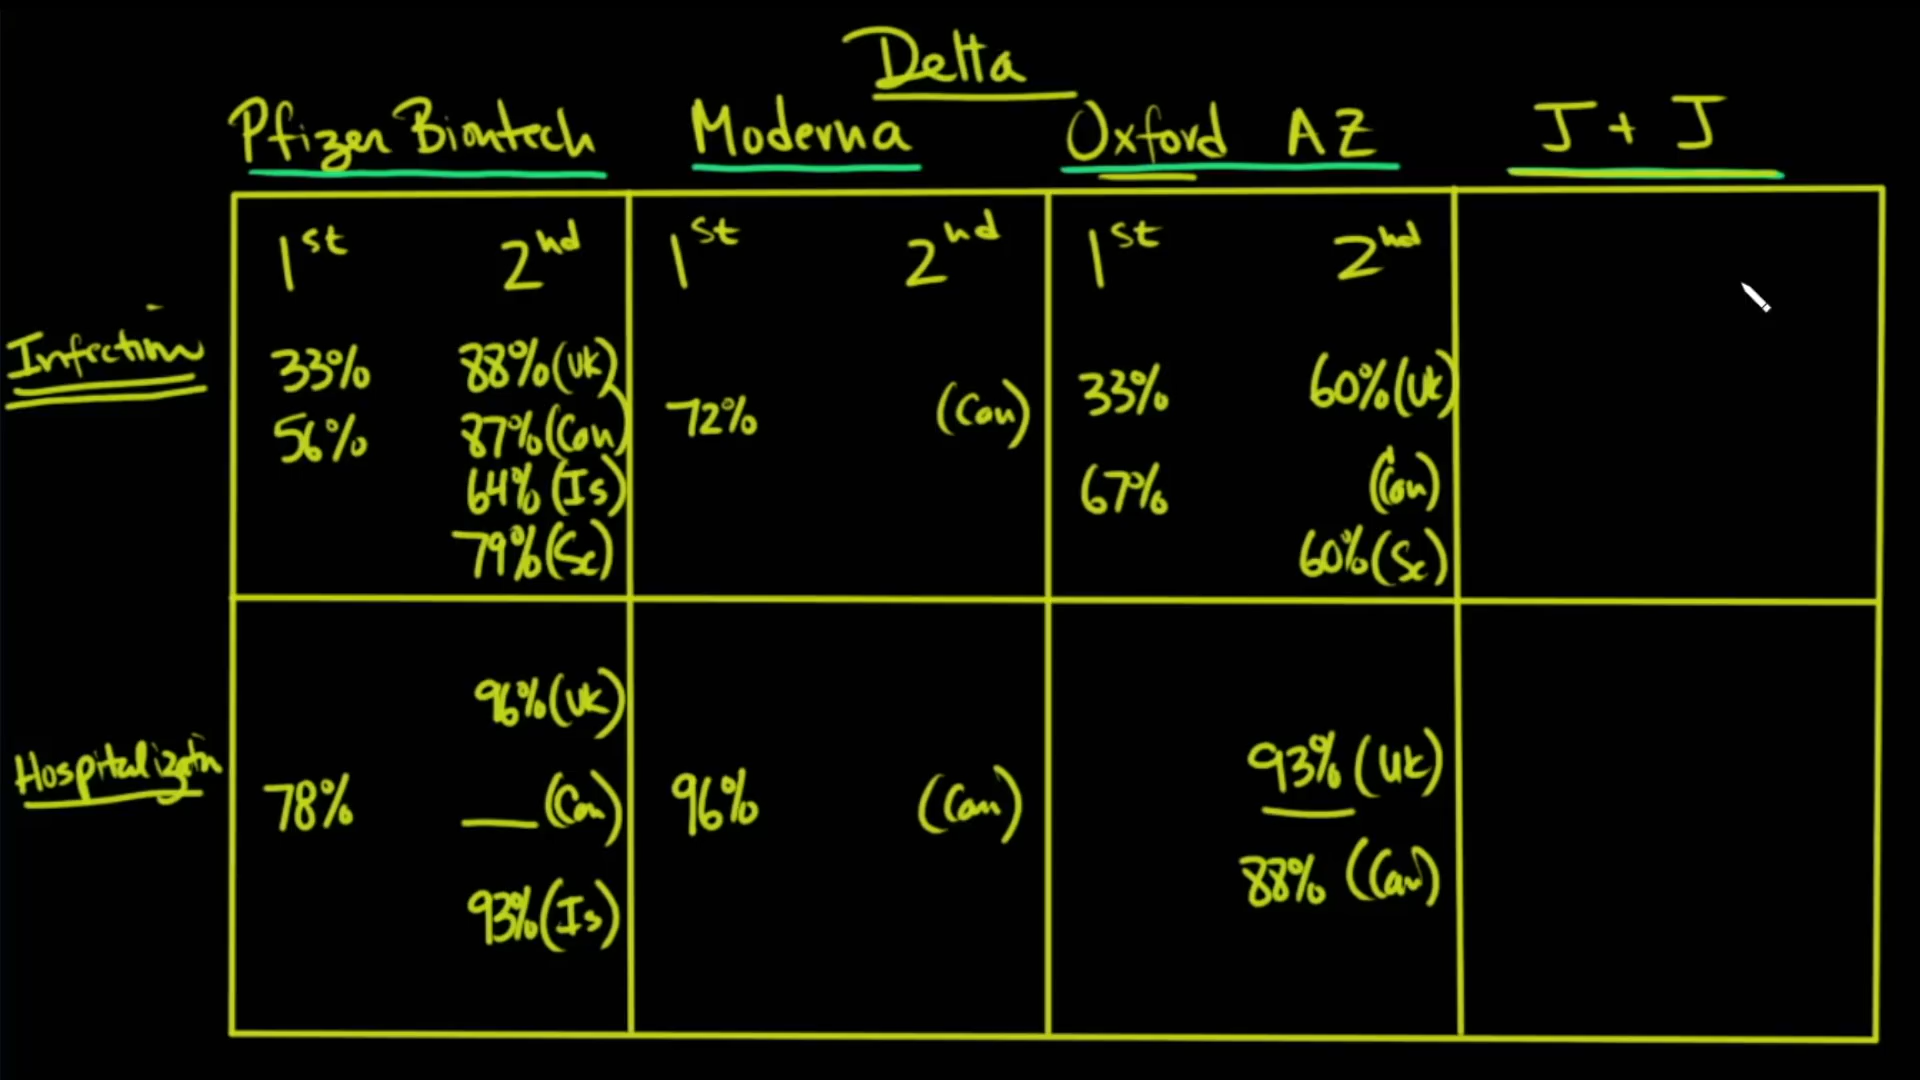 Delta
Pfizer Biontech Moderna Oxford AZ J + J
1st 2nd 1st 2nd 1st 2nd
Infection
33% 88% (UK)
56% 87% (Can)
64% (Is)
79% (Sc)
72% (Can)
33% 60% (UK)
67% (Can)
60% (Sc)
Hospitalizatn
96% (UK)
78% __ (Can)
93% (Is)
96% (Can)
93% (UK)
88% (Can)